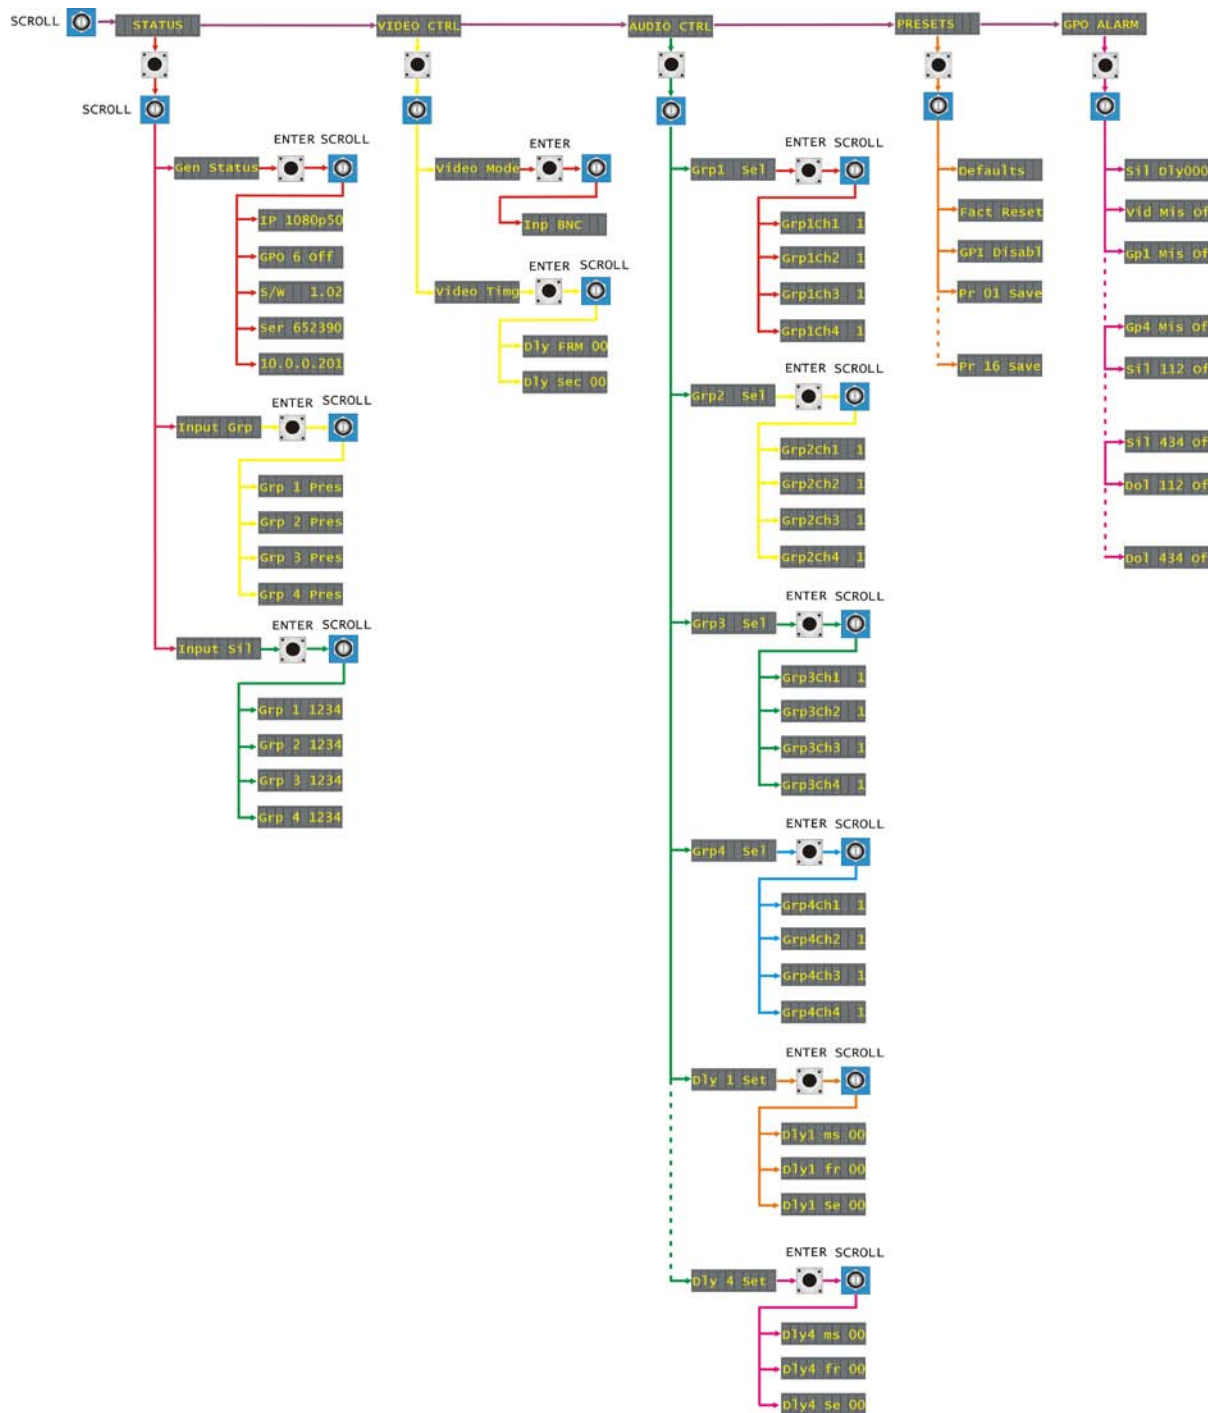 SCROLL
STATUS
VIDEO CTRL
AUDIO CTRL
PRESETS
GPO ALARM
SCROLL
ENTER SCROLL
Gen Status
IP 1080p50
GPO 6 Off
S/W 1.02
Ser 652390
10.0.0.201
ENTER SCROLL
Input Grp
Grp 1 Pres
Grp 2 Pres
Grp 3 Pres
Grp 4 Pres
ENTER SCROLL
Input Sil
Grp 1 1234
Grp 2 1234
Grp 3 1234
Grp 4 1234
ENTER
Video Mode
Inp BNC
ENTER SCROLL
Video Timg
Dly FRM 00
Dly Sec 00
ENTER SCROLL
Grp1 Sel
Grp1Ch1 1
Grp1Ch2 1
Grp1Ch3 1
Grp1Ch4 1
ENTER SCROLL
Grp2 Sel
Grp2Ch1 1
Grp2Ch2 1
Grp2Ch3 1
Grp2Ch4 1
ENTER SCROLL
Grp3 Sel
Grp3Ch1 1
Grp3Ch2 1
Grp3Ch3 1
Grp3Ch4 1
ENTER SCROLL
Grp4 Sel
Grp4Ch1 1
Grp4Ch2 1
Grp4Ch3 1
Grp4Ch4 1
ENTER SCROLL
Dly 1 Set
Dly1 ms 00
Dly1 fr 00
Dly1 Se 00
ENTER SCROLL
Dly 4 Set
Dly4 ms 00
Dly4 fr 00
Dly4 Se 00
Defaults
Fact Reset
GPI Disabl
Pr 01 Save
Pr 16 Save
Sil Dly000
Vid Mis Of
Gp1 Mis Of
Gp4 Mis Of
Sil 112 Of
Sil 434 Of
Dol 112 Of
Dol 434 Of